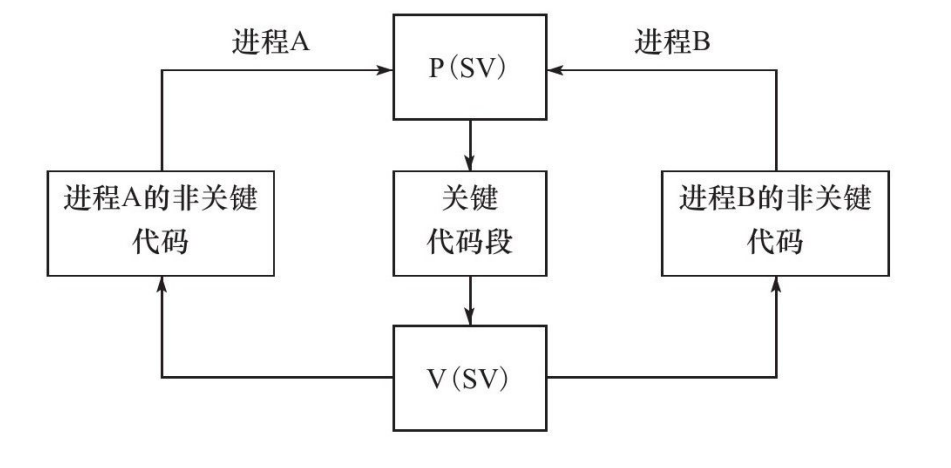 进程A
P(SV)
进程B
进程A的非关键
代码
关键
代码段
进程B的非关键
代码
V(SV)